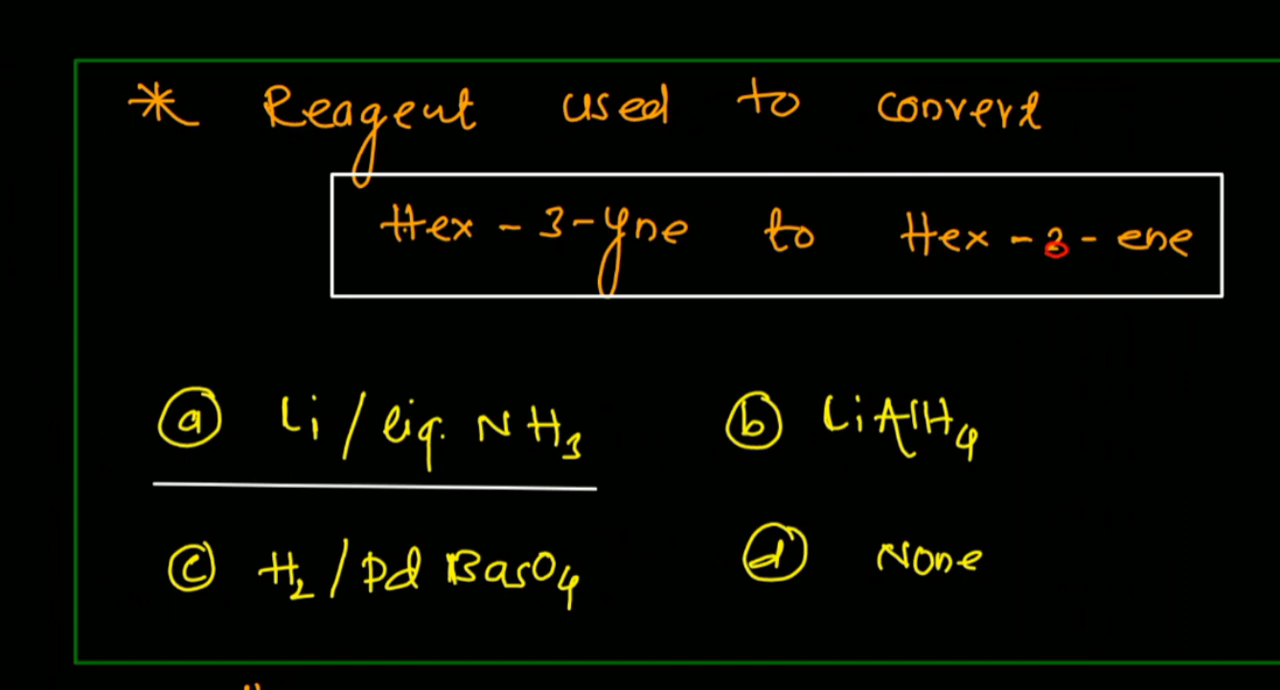 * Reagent used to convert
Hex - 3 - yne to Hex - 3 - ene
(a) Li / liq. NH3 (b) LiAlH4
(c) H2 / Pd BaSO4 (d) None